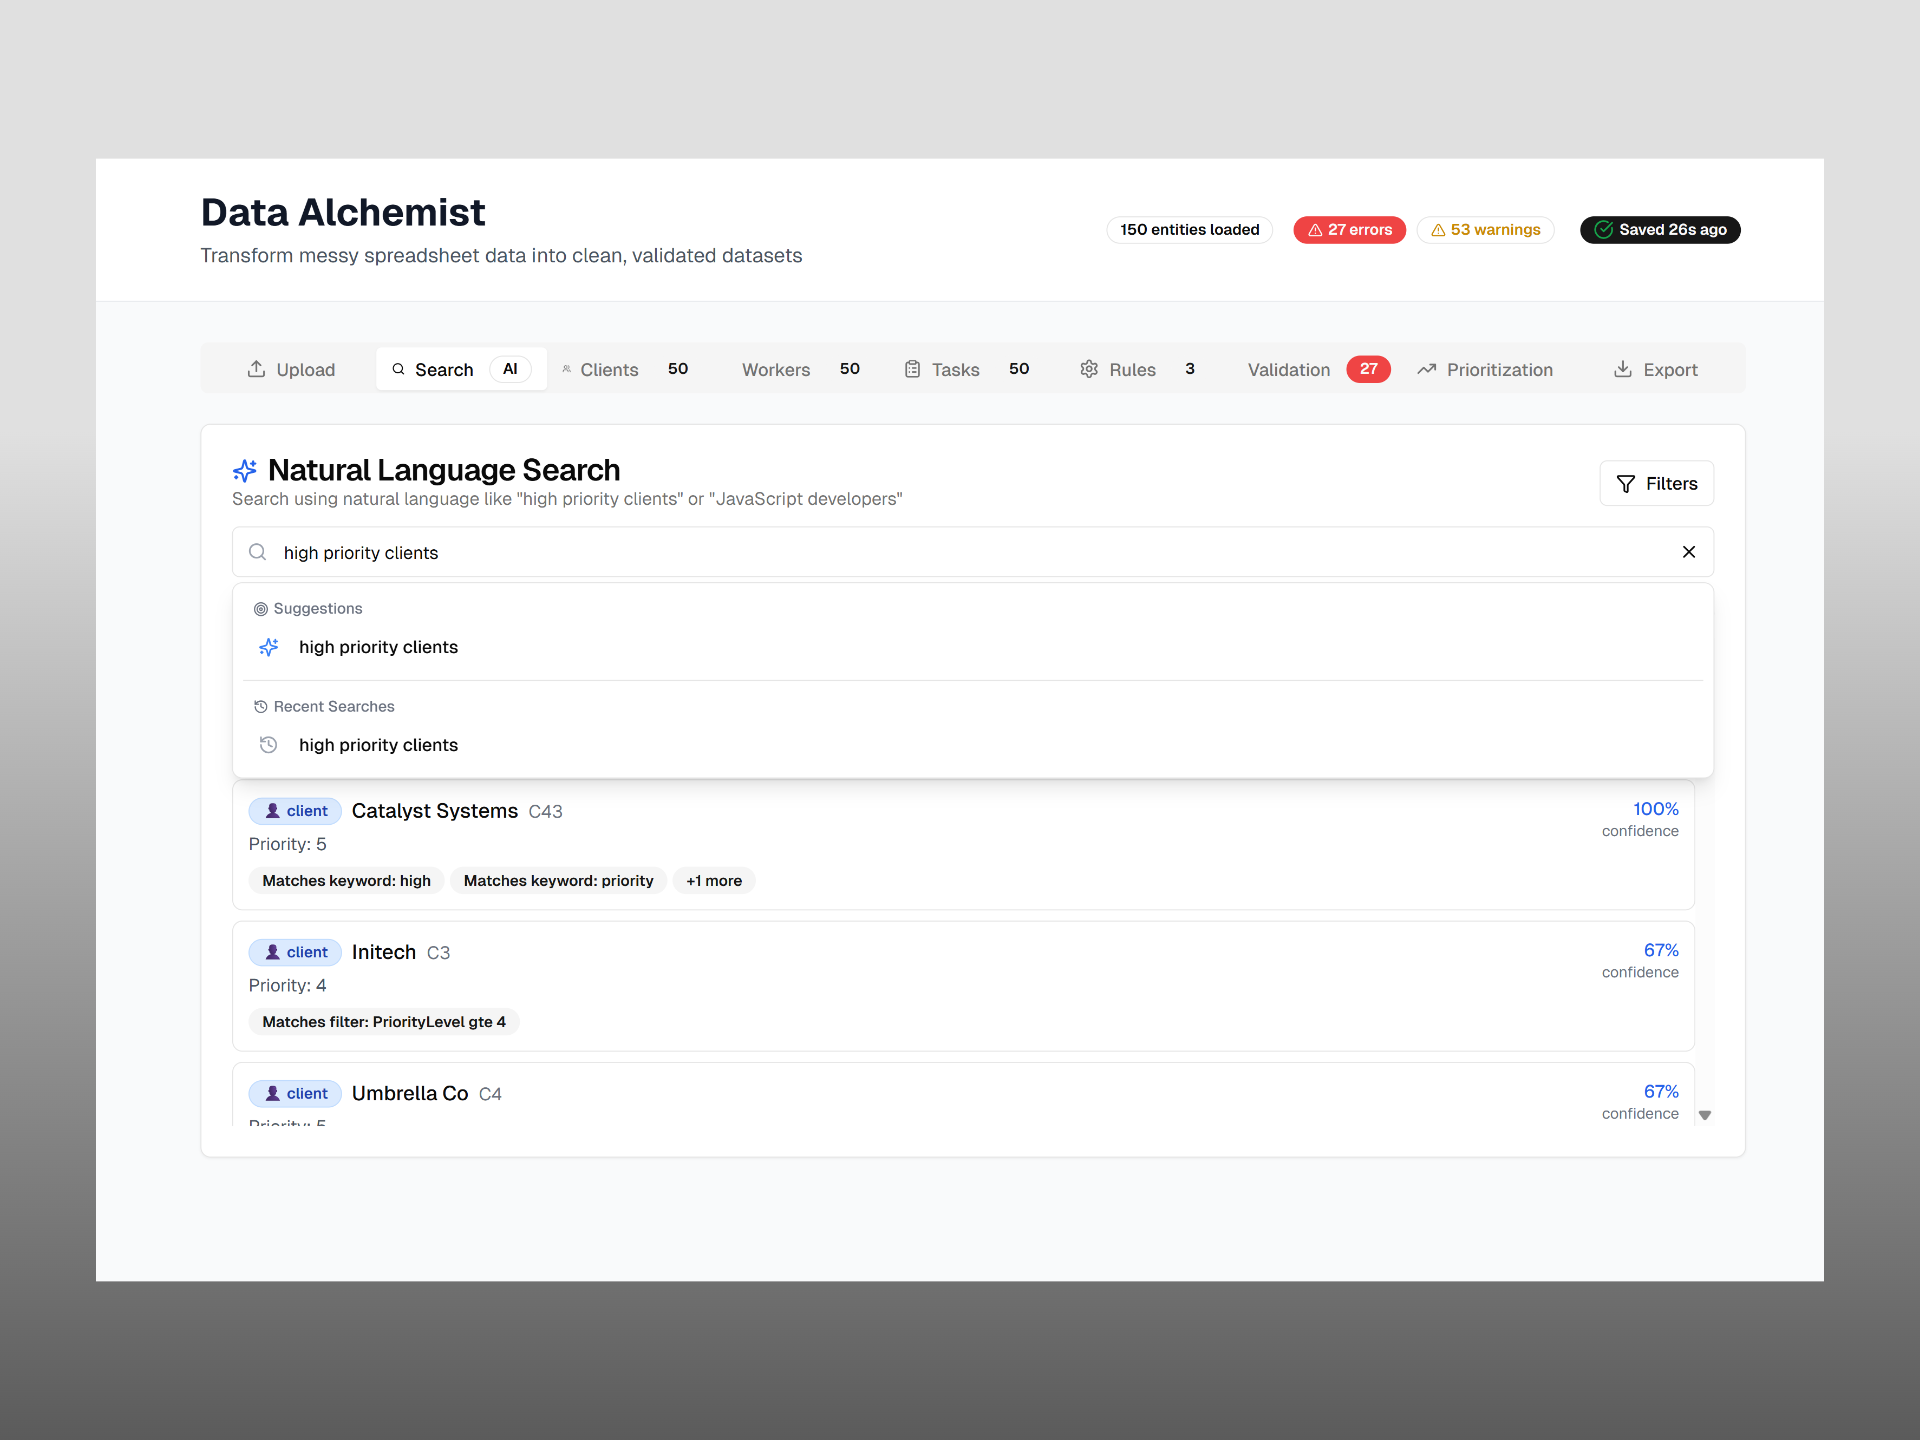 Data Alchemist
Transform messy spreadsheet data into clean, validated datasets
150 entities loaded
27 errors
53 warnings
Saved 26s ago
Upload
Search AI
Clients 50
Workers 50
Tasks 50
Rules 3
Validation 27
Prioritization
Export
Natural Language Search
Search using natural language like "high priority clients" or "JavaScript developers"
Filters
high priority clients
Suggestions
high priority clients
Recent Searches
high priority clients
client Catalyst Systems C43
100%
confidence
Priority: 5
Matches keyword: high
Matches keyword: priority
+1 more
client Initech C3
67%
confidence
Priority: 4
Matches filter: PriorityLevel gte 4
client Umbrella Co C4
67%
confidence
Priority: 5